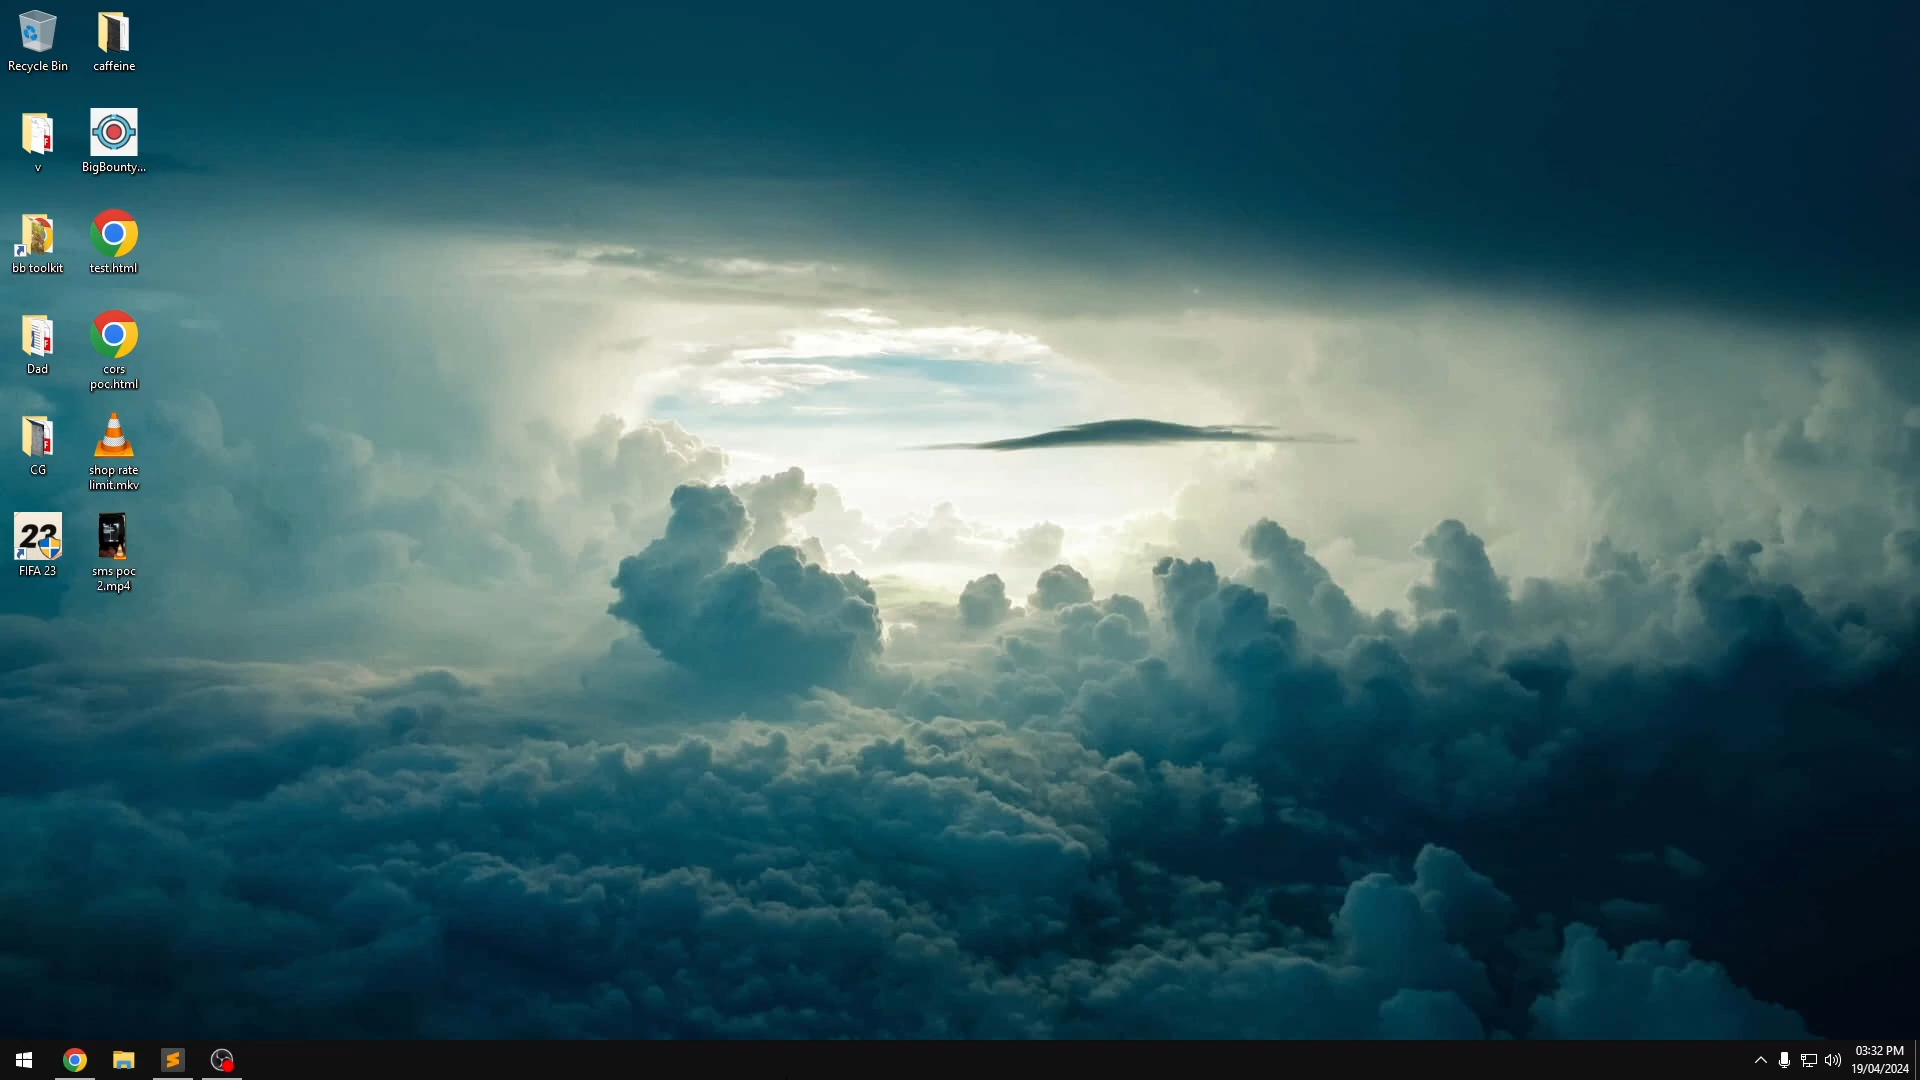 Recycle Bin
caffeine
v
BigBounty...
bb toolkit
test.html
Dad
cors
poc.html
CG
shop rate
limit.mkv
23
FIFA 23
sms poc
2.mp4
03:32 PM
19/04/2024